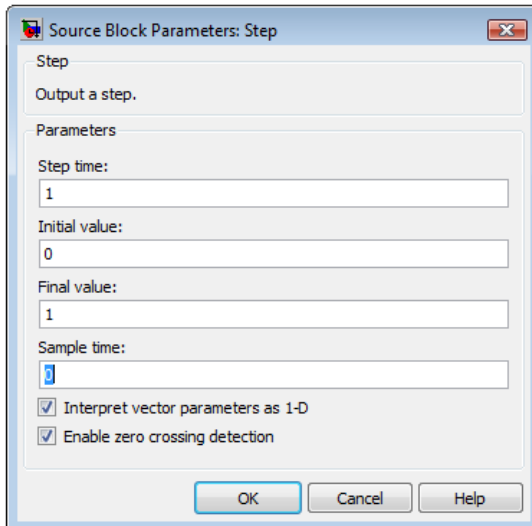 Source Block Parameters: Step
Step
Output a step.
Parameters
Step time:
1
Initial value:
0
Final value:
1
Sample time:
0
Interpret vector parameters as 1-D
Enable zero crossing detection
OK Cancel Help